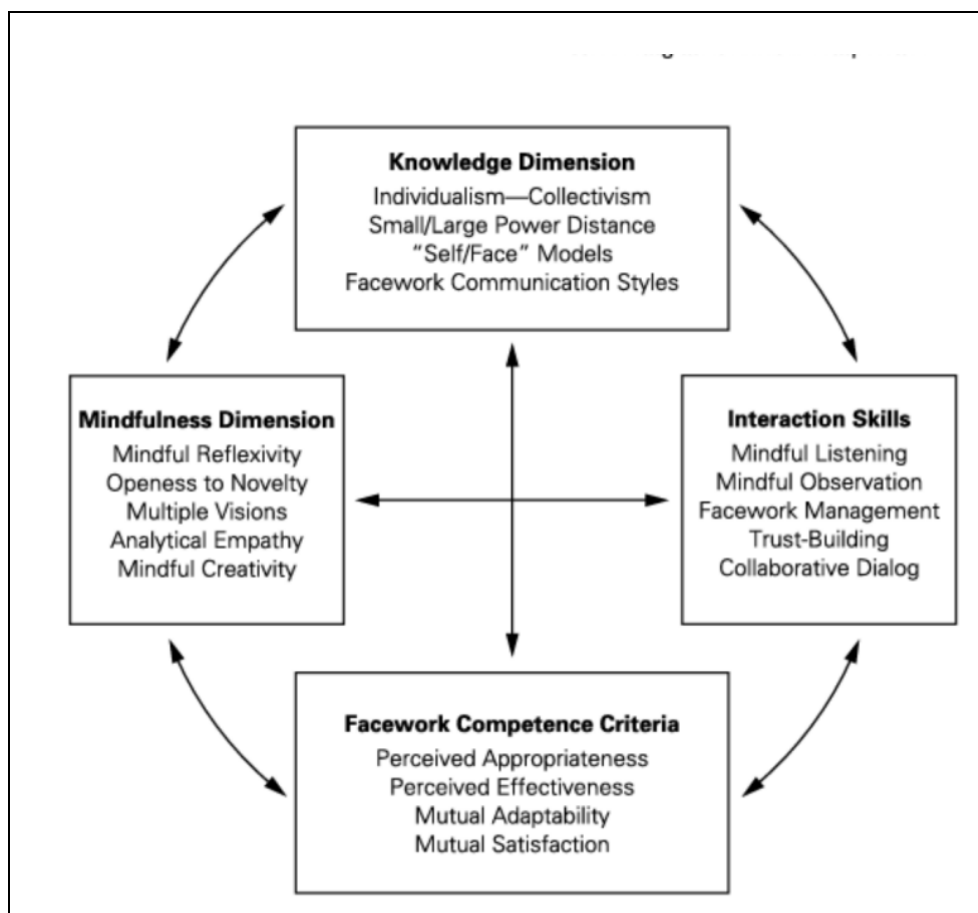 Knowledge Dimension
Individualism—Collectivism
Small/Large Power Distance
“Self/Face” Models
Facework Communication Styles
Mindfulness Dimension
Mindful Reflexivity
Openess to Novelty
Multiple Visions
Analytical Empathy
Mindful Creativity
Interaction Skills
Mindful Listening
Mindful Observation
Facework Management
Trust-Building
Collaborative Dialog
Facework Competence Criteria
Perceived Appropriateness
Perceived Effectiveness
Mutual Adaptability
Mutual Satisfaction